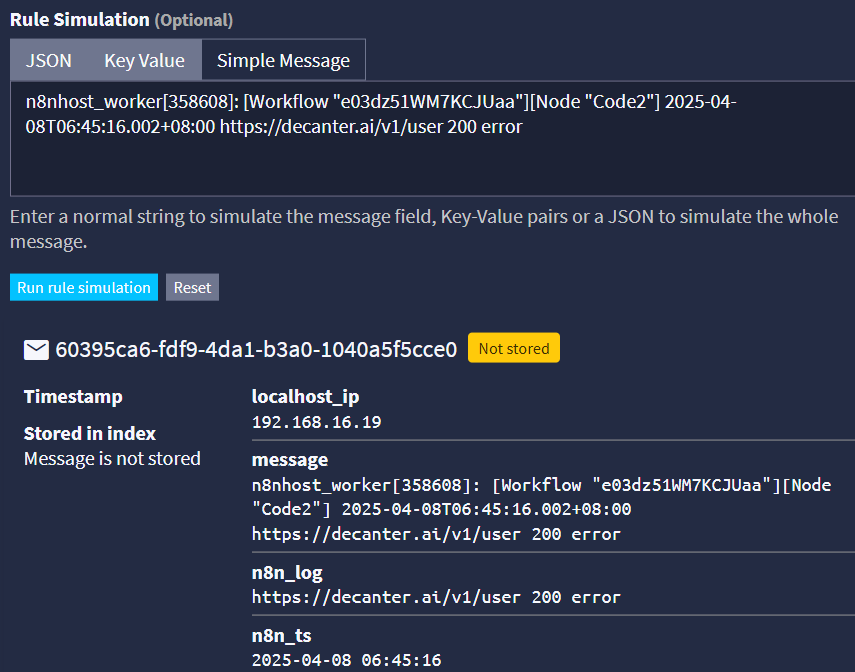 Rule Simulation (Optional)
JSON Key Value Simple Message
n8nhost_worker[358608]: [Workflow "e03dz51WM7KCJUaa"][Node "Code2"] 2025-04-
08T06:45:16.002+08:00 https://decanter.ai/v1/user 200 error
Enter a normal string to simulate the message field, Key-Value pairs or a JSON to simulate the whole
message.
Run rule simulation Reset
60395ca6-fdf9-4da1-b3a0-1040a5f5cce0 Not stored
Timestamp
Stored in index
Message is not stored
localhost_ip
192.168.16.19
message
n8nhost_worker[358608]: [Workflow "e03dz51WM7KCJUaa"][Node
"Code2"] 2025-04-08T06:45:16.002+08:00
https://decanter.ai/v1/user 200 error
n8n_log
https://decanter.ai/v1/user 200 error
n8n_ts
2025-04-08 06:45:16